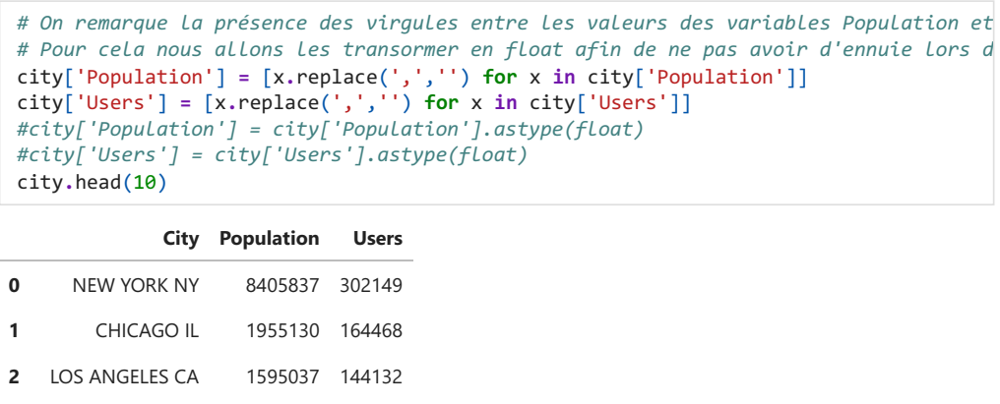 # On remarque la présence des virgules entre les valeurs des variables Population et
# Pour cela nous allons les transormer en float afin de ne pas avoir d'ennuie lors d
city['Population'] = [x.replace(',','') for x in city['Population']]
city['Users'] = [x.replace(',','') for x in city['Users']]
#city['Population'] = city['Population'].astype(float)
#city['Users'] = city['Users'].astype(float)
city.head(10)
City Population Users
0 NEW YORK NY 8405837 302149
1 CHICAGO IL 1955130 164468
2 LOS ANGELES CA 1595037 144132